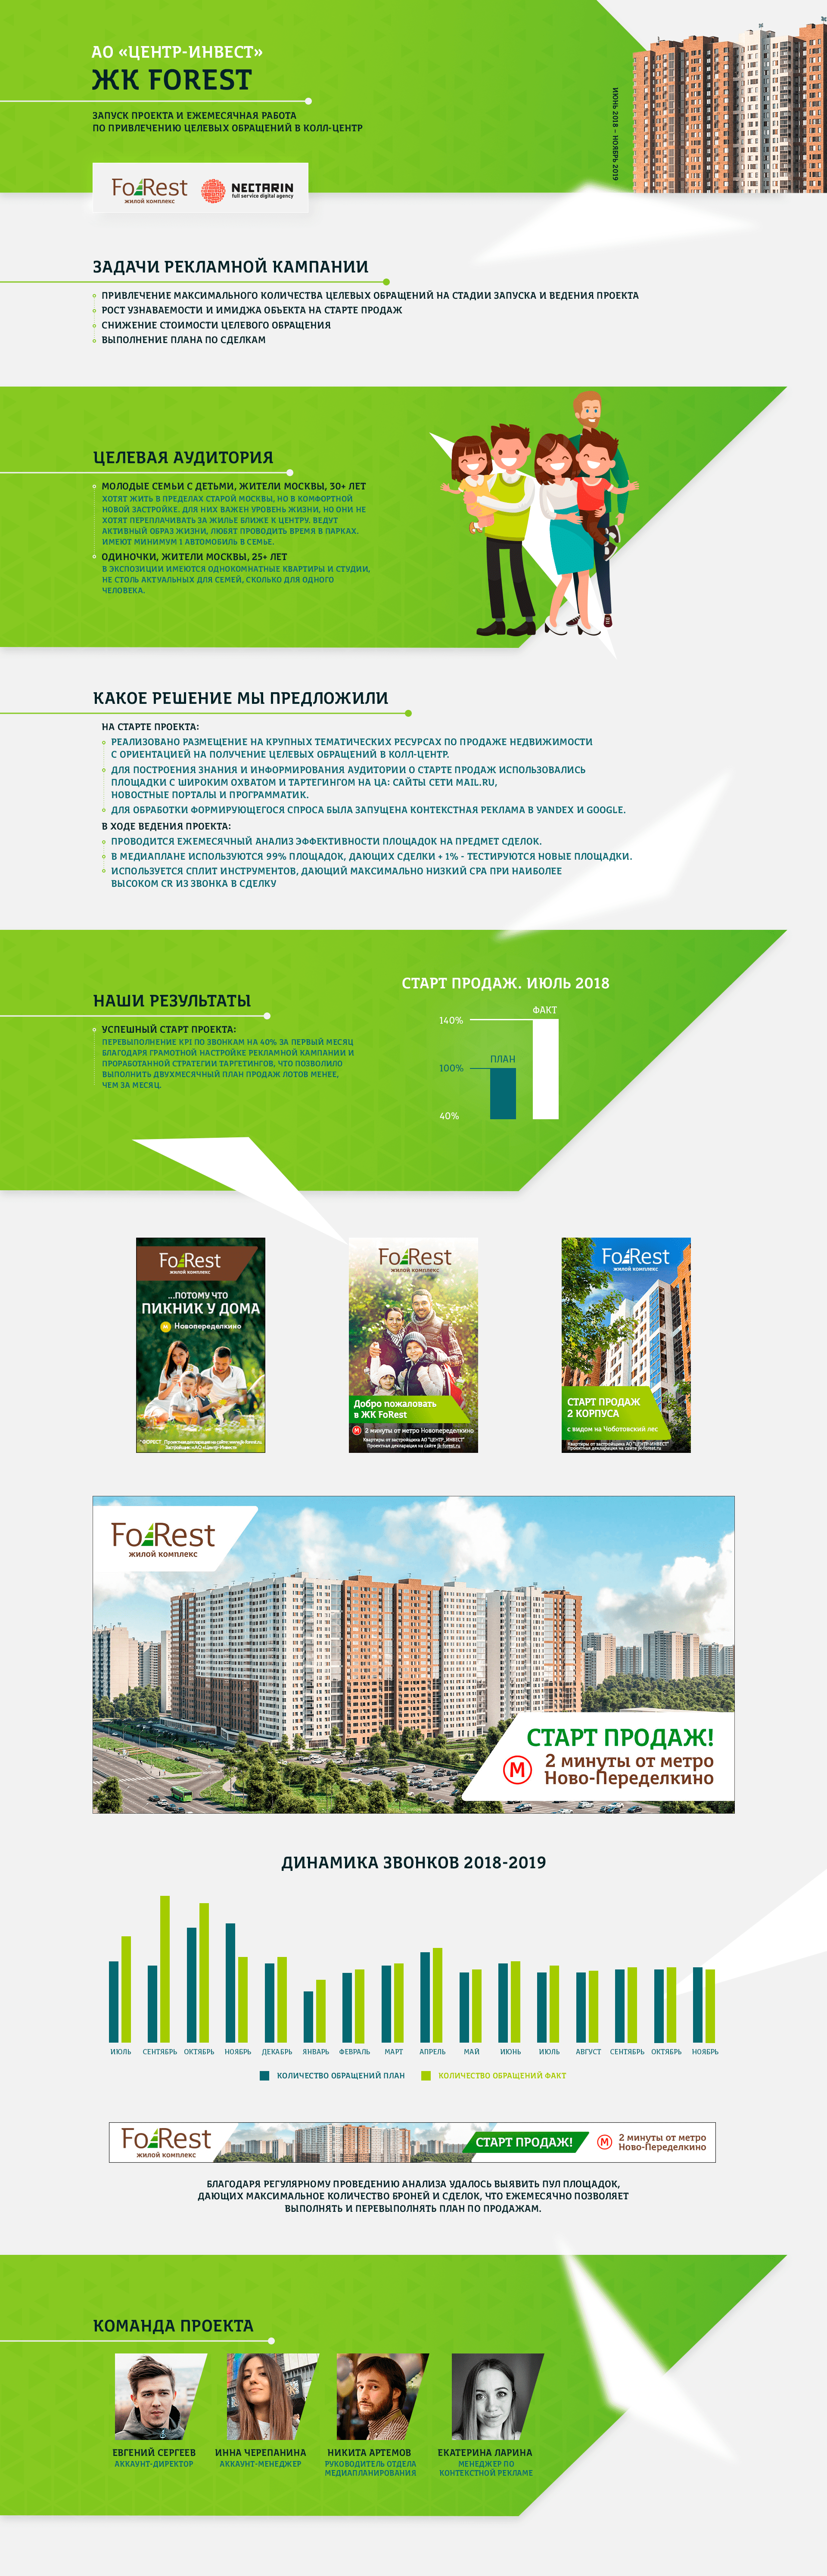 АО «ЦЕНТР-ИНВЕСТ»
ЖК FOREST
ЗАПУСК ПРОЕКТА И ЕЖЕМЕСЯЧНАЯ РАБОТА
ПО ПРИВЛЕЧЕНИЮ ЦЕЛЕВЫХ ОБРАЩЕНИЙ В КОЛЛ-ЦЕНТР
ИЮНЬ 2018 – НОЯБРЬ 2019
FoRest
жилой комплекс
NECTARIN
full service digital agency
ЗАДАЧИ РЕКЛАМНОЙ КАМПАНИИ
ПРИВЛЕЧЕНИЕ МАКСИМАЛЬНОГО КОЛИЧЕСТВА ЦЕЛЕВЫХ ОБРАЩЕНИЙ НА СТАДИИ ЗАПУСКА И ВЕДЕНИЯ ПРОЕКТА
РОСТ УЗНАВАЕМОСТИ И ИМИДЖА ОБЪЕКТА НА СТАРТЕ ПРОДАЖ
СНИЖЕНИЕ СТОИМОСТИ ЦЕЛЕВОГО ОБРАЩЕНИЯ
ВЫПОЛНЕНИЕ ПЛАНА ПО СДЕЛКАМ
ЦЕЛЕВАЯ АУДИТОРИЯ
МОЛОДЫЕ СЕМЬИ С ДЕТЬМИ, ЖИТЕЛИ МОСКВЫ, 30+ ЛЕТ
ХОТЯТ ЖИТЬ В ПРЕДЕЛАХ СТАРОЙ МОСКВЫ, НО В КОМФОРТНОЙ
НОВОЙ ЗАСТРОЙКЕ. ДЛЯ НИХ ВАЖЕН УРОВЕНЬ ЖИЗНИ, НО ОНИ НЕ
ХОТЯТ ПЕРЕПЛАЧИВАТЬ ЗА ЖИЛЬЕ БЛИЖЕ К ЦЕНТРУ. ВЕДУТ
АКТИВНЫЙ ОБРАЗ ЖИЗНИ, ЛЮБЯТ ПРОВОДИТЬ ВРЕМЯ В ПАРКАХ.
ИМЕЮТ МИНИМУМ 1 АВТОМОБИЛЬ В СЕМЬЕ.
ОДИНОЧКИ, ЖИТЕЛИ МОСКВЫ, 25+ ЛЕТ
В ЭКСПОЗИЦИИ ИМЕЮТСЯ ОДНОКОМНАТНЫЕ КВАРТИРЫ И СТУДИИ,
НЕ СТОЛЬ АКТУАЛЬНЫХ ДЛЯ СЕМЕЙ, СКОЛЬКО ДЛЯ ОДНОГО
ЧЕЛОВЕКА.
КАКОЕ РЕШЕНИЕ МЫ ПРЕДЛОЖИЛИ
НА СТАРТЕ ПРОЕКТА:
РЕАЛИЗОВАНО РАЗМЕЩЕНИЕ НА КРУПНЫХ ТЕМАТИЧЕСКИХ РЕСУРСАХ ПО ПРОДАЖЕ НЕДВИЖИМОСТИ
С ОРИЕНТАЦИЕЙ НА ПОЛУЧЕНИЕ ЦЕЛЕВЫХ ОБРАЩЕНИЙ В КОЛЛ-ЦЕНТР.
ДЛЯ ПОСТРОЕНИЯ ЗНАНИЯ И ИНФОРМИРОВАНИЯ АУДИТОРИИ О СТАРТЕ ПРОДАЖ ИСПОЛЬЗОВАЛИСЬ
ПЛОЩАДКИ С ШИРОКИМ ОХВАТОМ И ТАРТЕГИНГОМ НА ЦА: САЙТЫ СЕТИ MAIL.RU,
НОВОСТНЫЕ ПОРТАЛЫ И ПРОГРАММАТИК.
ДЛЯ ОБРАБОТКИ ФОРМИРУЮЩЕГОСЯ СПРОСА БЫЛА ЗАПУЩЕНА КОНТЕКСТНАЯ РЕКЛАМА В YANDEX И GOOGLE.
В ХОДЕ ВЕДЕНИЯ ПРОЕКТА:
ПРОВОДИТСЯ ЕЖЕМЕСЯЧНЫЙ АНАЛИЗ ЭФФЕКТИВНОСТИ ПЛОЩАДОК НА ПРЕДМЕТ СДЕЛОК.
В МЕДИАПЛАНЕ ИСПОЛЬЗУЮТСЯ 99% ПЛОЩАДОК, ДАЮЩИХ СДЕЛКИ + 1% - ТЕСТИРУЮТСЯ НОВЫЕ ПЛОЩАДКИ.
ИСПОЛЬЗУЕТСЯ СПЛИТ ИНСТРУМЕНТОВ, ДАЮЩИЙ МАКСИМАЛЬНО НИЗКИЙ CPA ПРИ НАИБОЛЕЕ
ВЫСОКОМ CR ИЗ ЗВОНКА В СДЕЛКУ
НАШИ РЕЗУЛЬТАТЫ
УСПЕШНЫЙ СТАРТ ПРОЕКТА:
ПЕРЕВЫПОЛНЕНИЕ KPI ПО ЗВОНКАМ НА 40% ЗА ПЕРВЫЙ МЕСЯЦ
БЛАГОДАРЯ ГРАМОТНОЙ НАСТРОЙКЕ РЕКЛАМНОЙ КАМПАНИИ И
ПРОРАБОТАННОЙ СТРАТЕГИИ ТАРГЕТИНГОВ, ЧТО ПОЗВОЛИЛО
ВЫПОЛНИТЬ ДВУХМЕСЯЧНЫЙ ПЛАН ПРОДАЖ ЛОТОВ МЕНЕЕ,
ЧЕМ ЗА МЕСЯЦ.
СТАРТ ПРОДАЖ. ИЮЛЬ 2018
ФАКТ
140%
ПЛАН
100%
40%
FoRest
жилой комплекс
...ПОТОМУ ЧТО
ПИКНИК У ДОМА
Новопеределкино
FoRest
жилой комплекс
Добро пожаловать
в ЖК FoRest
М 2 минуты от метро Новопеределкино
Квартиры от застройщика АО "ЦЕНТР-ИНВЕСТ"
Проектная декларация на сайте jk-forest.ru
FoRest
жилой комплекс
СТАРТ ПРОДАЖ
2 КОРПУСА
с видом на Чоботовский лес
Квартиры от застройщика АО "ЦЕНТР-ИНВЕСТ"
Проектная декларация на сайте jk-forest.ru
FoRest
жилой комплекс
СТАРТ ПРОДАЖ!
М 2 минуты от метро
Ново-Переделкино
ДИНАМИКА ЗВОНКОВ 2018-2019
ИЮЛЬ СЕНТЯБРЬ ОКТЯБРЬ НОЯБРЬ ДЕКАБРЬ ЯНВАРЬ ФЕВРАЛЬ МАРТ АПРЕЛЬ МАЙ ИЮНЬ ИЮЛЬ АВГУСТ СЕНТЯБРЬ ОКТЯБРЬ НОЯБРЬ
КОЛИЧЕСТВО ОБРАЩЕНИЙ ПЛАН КОЛИЧЕСТВО ОБРАЩЕНИЙ ФАКТ
FoRest
жилой комплекс
СТАРТ ПРОДАЖ!
М 2 минуты от метро
Ново-Переделкино
БЛАГОДАРЯ РЕГУЛЯРНОМУ ПРОВЕДЕНИЮ АНАЛИЗА УДАЛОСЬ ВЫЯВИТЬ ПУЛ ПЛОЩАДОК,
ДАЮЩИХ МАКСИМАЛЬНОЕ КОЛИЧЕСТВО БРОНЕЙ И СДЕЛОК, ЧТО ЕЖЕМЕСЯЧНО ПОЗВОЛЯЕТ
ВЫПОЛНЯТЬ И ПЕРЕВЫПОЛНЯТЬ ПЛАН ПО ПРОДАЖАМ.
КОМАНДА ПРОЕКТА
ЕВГЕНИЙ СЕРГЕЕВ
АККАУНТ-ДИРЕКТОР
ИННА ЧЕРЕПАНИНА
АККАУНТ-МЕНЕДЖЕР
НИКИТА АРТЕМОВ
РУКОВОДИТЕЛЬ ОТДЕЛА
МЕДИАПЛАНИРОВАНИЯ
ЕКАТЕРИНА ЛАРИНА
МЕНЕДЖЕР ПО
КОНТЕКСТНОЙ РЕКЛАМЕ